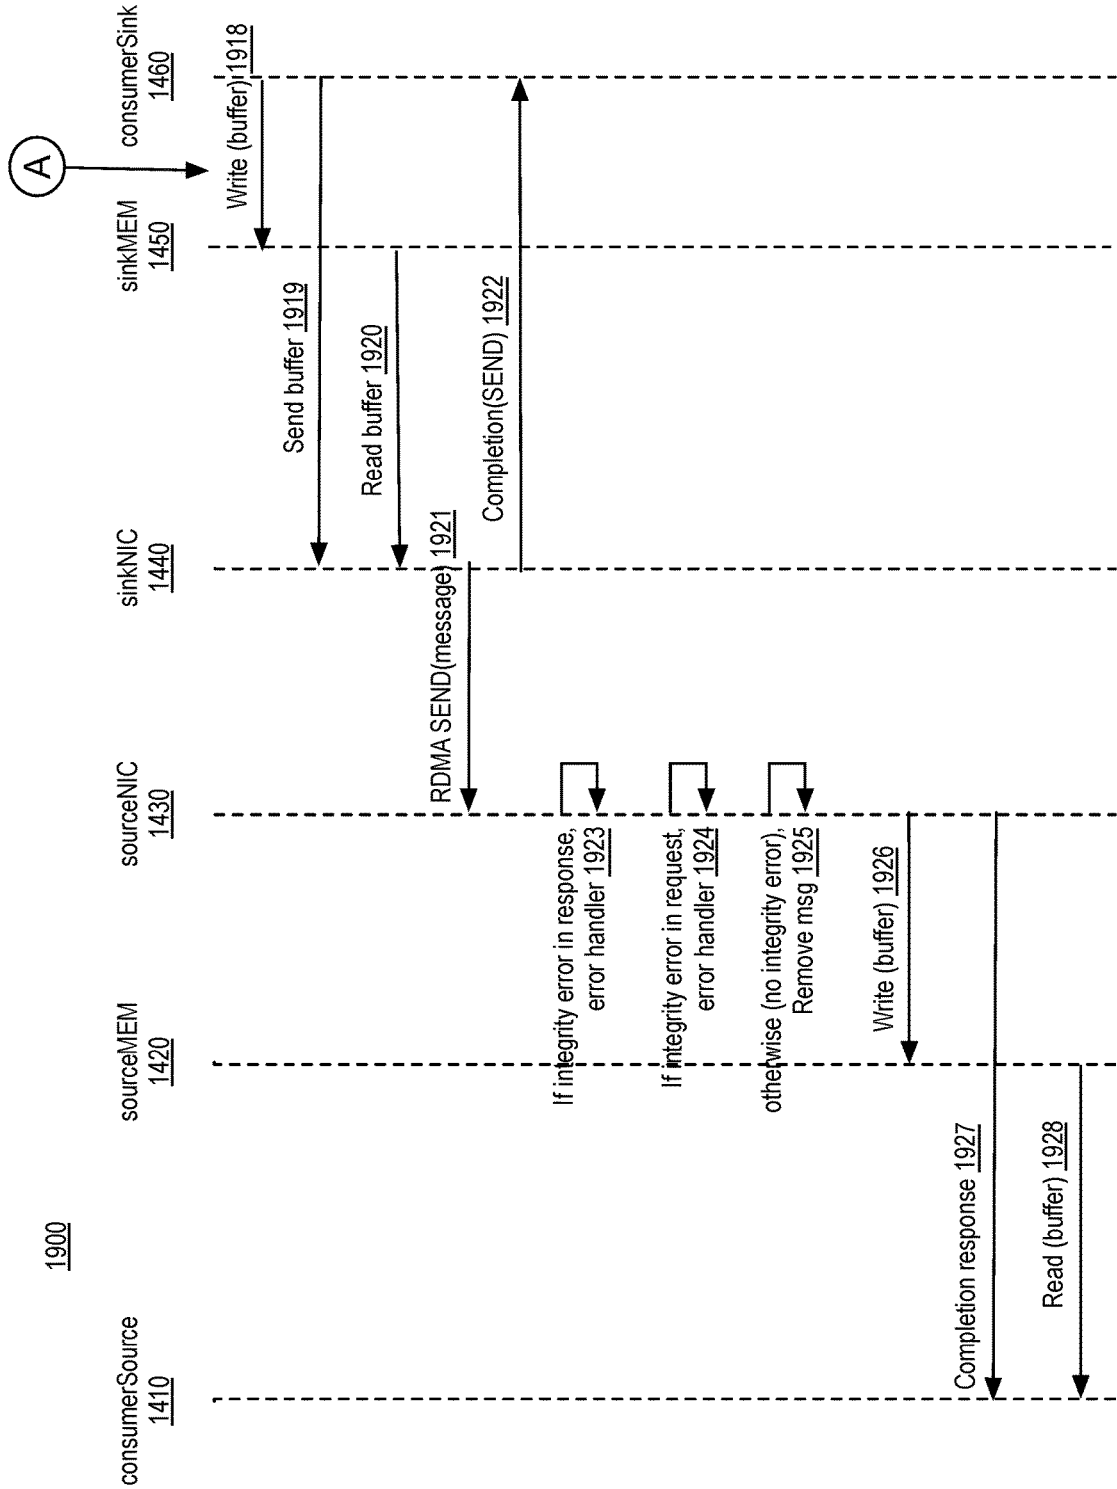 1900
A
consumerSource
1410
sourceMEM
1420
sourceNIC
1430
sinkNIC
1440
sinkMEM
1450
consumerSink
1460
Write (buffer) 1918
Send buffer 1919
Read buffer 1920
RDMA SEND(message) 1921
Completion(SEND) 1922
If integrity error in response,
error handler 1923
If integrity error in request,
error handler 1924
otherwise (no integrity error),
Remove msg 1925
Write (buffer) 1926
Completion response 1927
Read (buffer) 1928